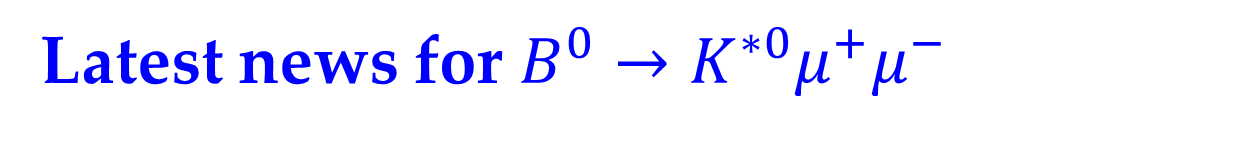 Latest news for 𝐵⁰ → 𝐾*⁰𝜇⁺𝜇⁻